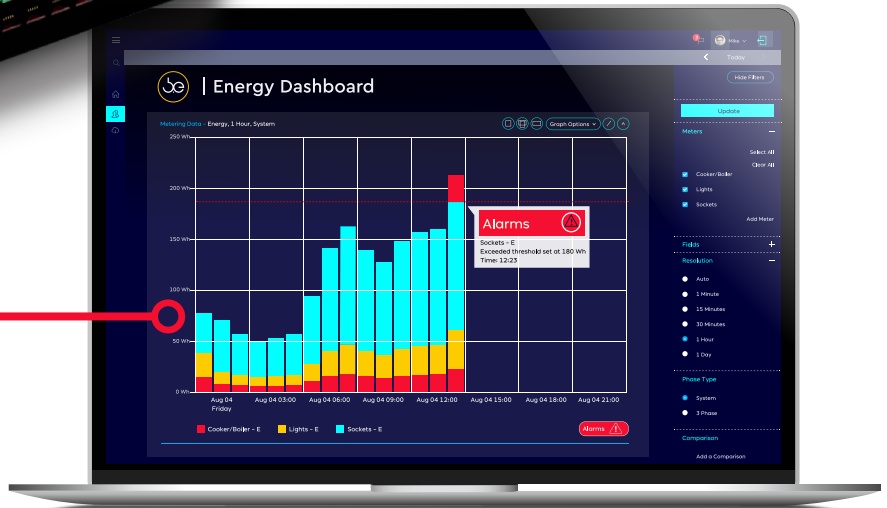 3
Mike
Today
be | Energy Dashboard
Hide Filters
Update
Metering Data - Energy, 1 Hour, System
Graph Options
Meters
Select All
Clear All
Cooker/Boiler
Lights
Sockets
Add Meter
Fields
Resolution
Auto
1 Minute
15 Minutes
30 Minutes
1 Hour
1 Day
Phase Type
System
3 Phase
Comparison
Add a Comparison
250 Wh
200 Wh
150 Wh
100 Wh
50 Wh
0 Wh
Alarms
Sockets - E
Exceeded threshold set at 180 Wh
Time: 12:23
Aug 04 Aug 04 03:00 Aug 04 06:00 Aug 04 09:00 Aug 04 12:00 Aug 04 15:00 Aug 04 18:00 Aug 04 21:00
Friday
Cooker/Boiler - E Lights - E Sockets - E
Alarms